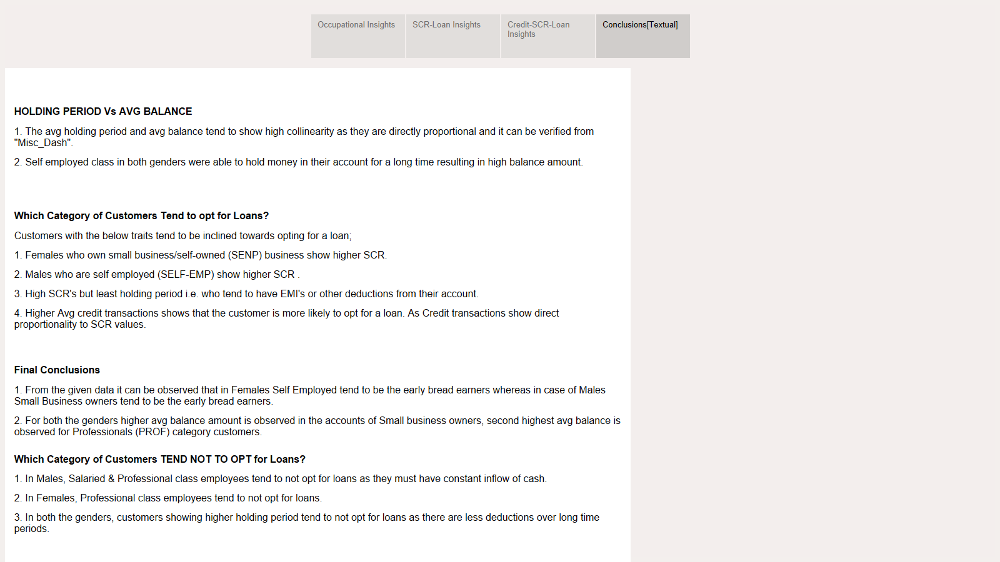 Occupational Insights
SCR-Loan Insights
Credit-SCR-Loan
Insights
Conclusions[Textual]
HOLDING PERIOD Vs AVG BALANCE
1. The avg holding period and avg balance tend to show high collinearity as they are directly proportional and it can be verified from
"Misc_Dash".
2. Self employed class in both genders were able to hold money in their account for a long time resulting in high balance amount.
Which Category of Customers Tend to opt for Loans?
Customers with the below traits tend to be inclined towards opting for a loan;
1. Females who own small business/self-owned (SENP) business show higher SCR.
2. Males who are self employed (SELF-EMP) show higher SCR .
3. High SCR's but least holding period i.e. who tend to have EMI's or other deductions from their account.
4. Higher Avg credit transactions shows that the customer is more likely to opt for a loan. As Credit transactions show direct
proportionality to SCR values.
Final Conclusions
1. From the given data it can be observed that in Females Self Employed tend to be the early bread earners whereas in case of Males
Small Business owners tend to be the early bread earners.
2. For both the genders higher avg balance amount is observed in the accounts of Small business owners, second highest avg balance is
observed for Professionals (PROF) category customers.
Which Category of Customers TEND NOT TO OPT for Loans?
1. In Males, Salaried & Professional class employees tend to not opt for loans as they must have constant inflow of cash.
2. In Females, Professional class employees tend to not opt for loans.
3. In both the genders, customers showing higher holding period tend to not opt for loans as there are less deductions over long time
periods.